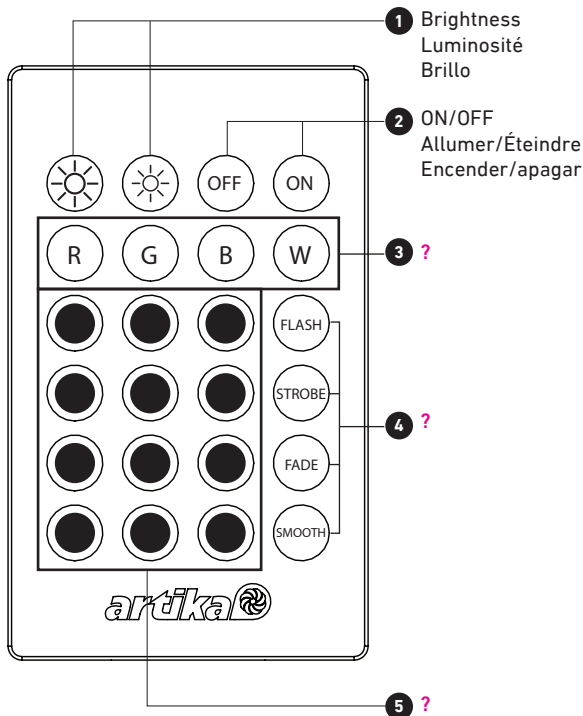 1 Brightness
Luminosité
Brillo
2 ON/OFF
Allumer/Éteindre
Encender/apagar
OFF ON
R G B W
3 ?
FLASH
STROBE
4 ?
FADE
SMOOTH
artika
5 ?